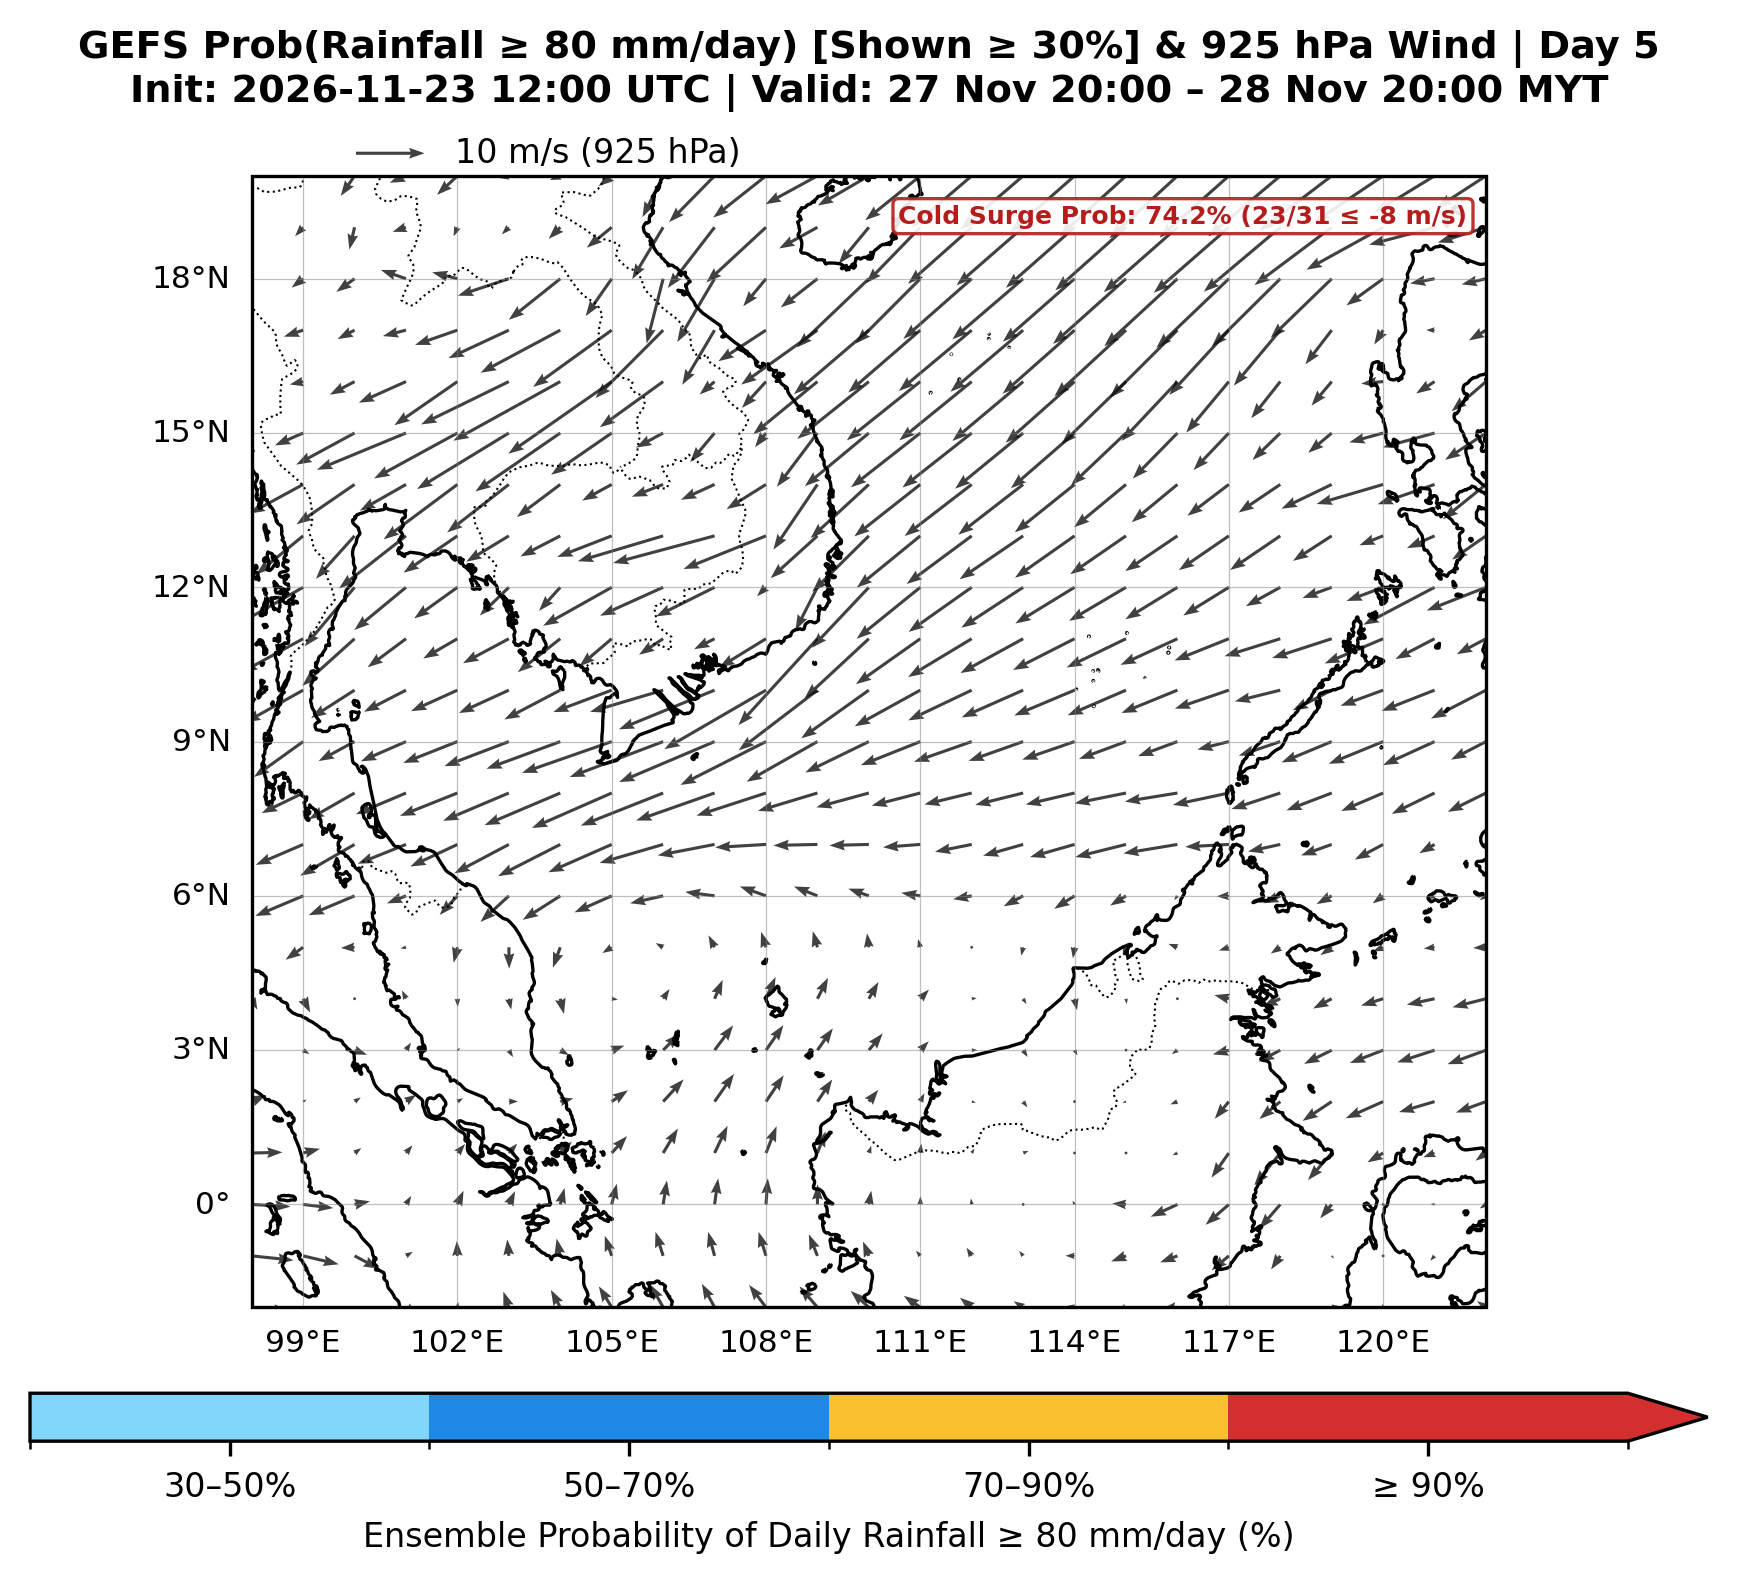 GEFS Prob(Rainfall ≥ 80 mm/day) [Shown ≥ 30%] & 925 hPa Wind | Day 5
Init: 2026-11-23 12:00 UTC | Valid: 27 Nov 20:00 – 28 Nov 20:00 MYT
10 m/s (925 hPa)
Cold Surge Prob: 74.2% (23/31 ≤ -8 m/s)
18°N
15°N
12°N
9°N
6°N
3°N
0°
99°E 102°E 105°E 108°E 111°E 114°E 117°E 120°E
30–50% 50–70% 70–90% ≥ 90%
Ensemble Probability of Daily Rainfall ≥ 80 mm/day (%)